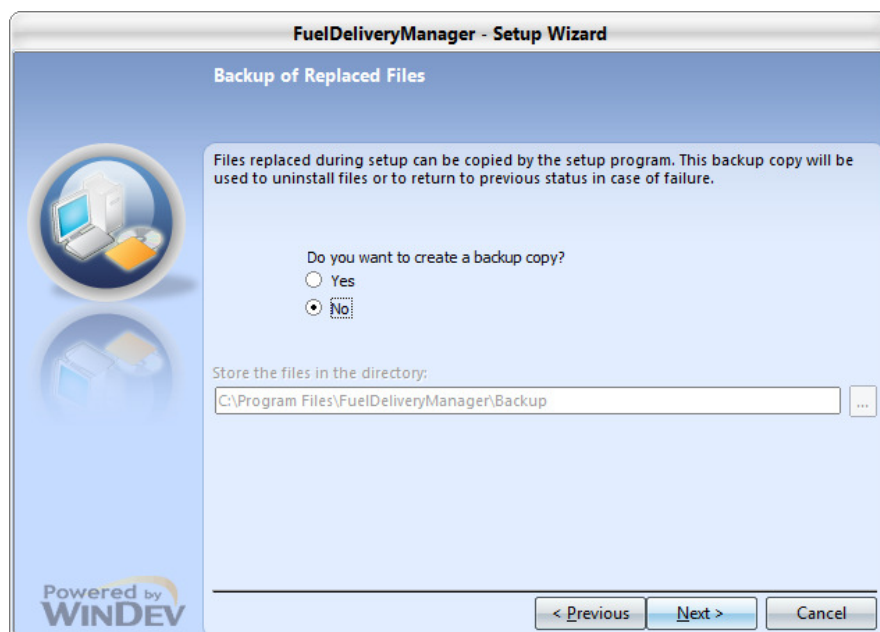 FuelDeliveryManager - Setup Wizard
Backup of Replaced Files
Files replaced during setup can be copied by the setup program. This backup copy will be
used to uninstall files or to return to previous status in case of failure.
Do you want to create a backup copy?
Yes
No
Store the files in the directory:
C:\Program Files\FuelDeliveryManager\Backup
...
Powered by
WINDEV
< Previous
Next >
Cancel